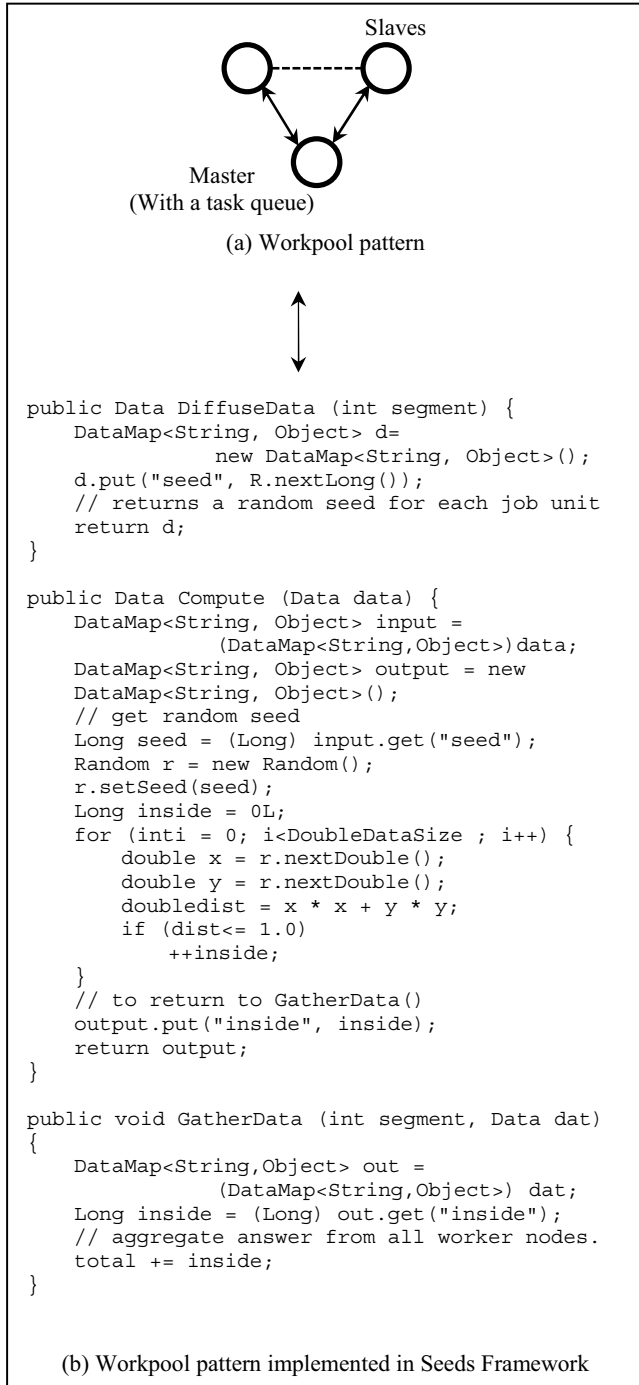 Slaves
Master
(With a task queue)
(a) Workpool pattern
public Data DiffuseData (int segment) {
    DataMap<String, Object> d=
                new DataMap<String, Object>();
    d.put("seed", R.nextLong());
    // returns a random seed for each job unit
    return d;
}
public Data Compute (Data data) {
    DataMap<String, Object> input =
                (DataMap<String,Object>)data;
    DataMap<String, Object> output = new
    DataMap<String, Object>();
    // get random seed
    Long seed = (Long) input.get("seed");
    Random r = new Random();
    r.setSeed(seed);
    Long inside = 0L;
    for (inti = 0; i<DoubleDataSize ; i++) {
        double x = r.nextDouble();
        double y = r.nextDouble();
        doubledist = x * x + y * y;
        if (dist<= 1.0)
            ++inside;
    }
    // to return to GatherData()
    output.put("inside", inside);
    return output;
}
public void GatherData (int segment, Data dat)
{
    DataMap<String,Object> out =
                (DataMap<String,Object>) dat;
    Long inside = (Long) out.get("inside");
    // aggregate answer from all worker nodes.
    total += inside;
}
(b) Workpool pattern implemented in Seeds Framework